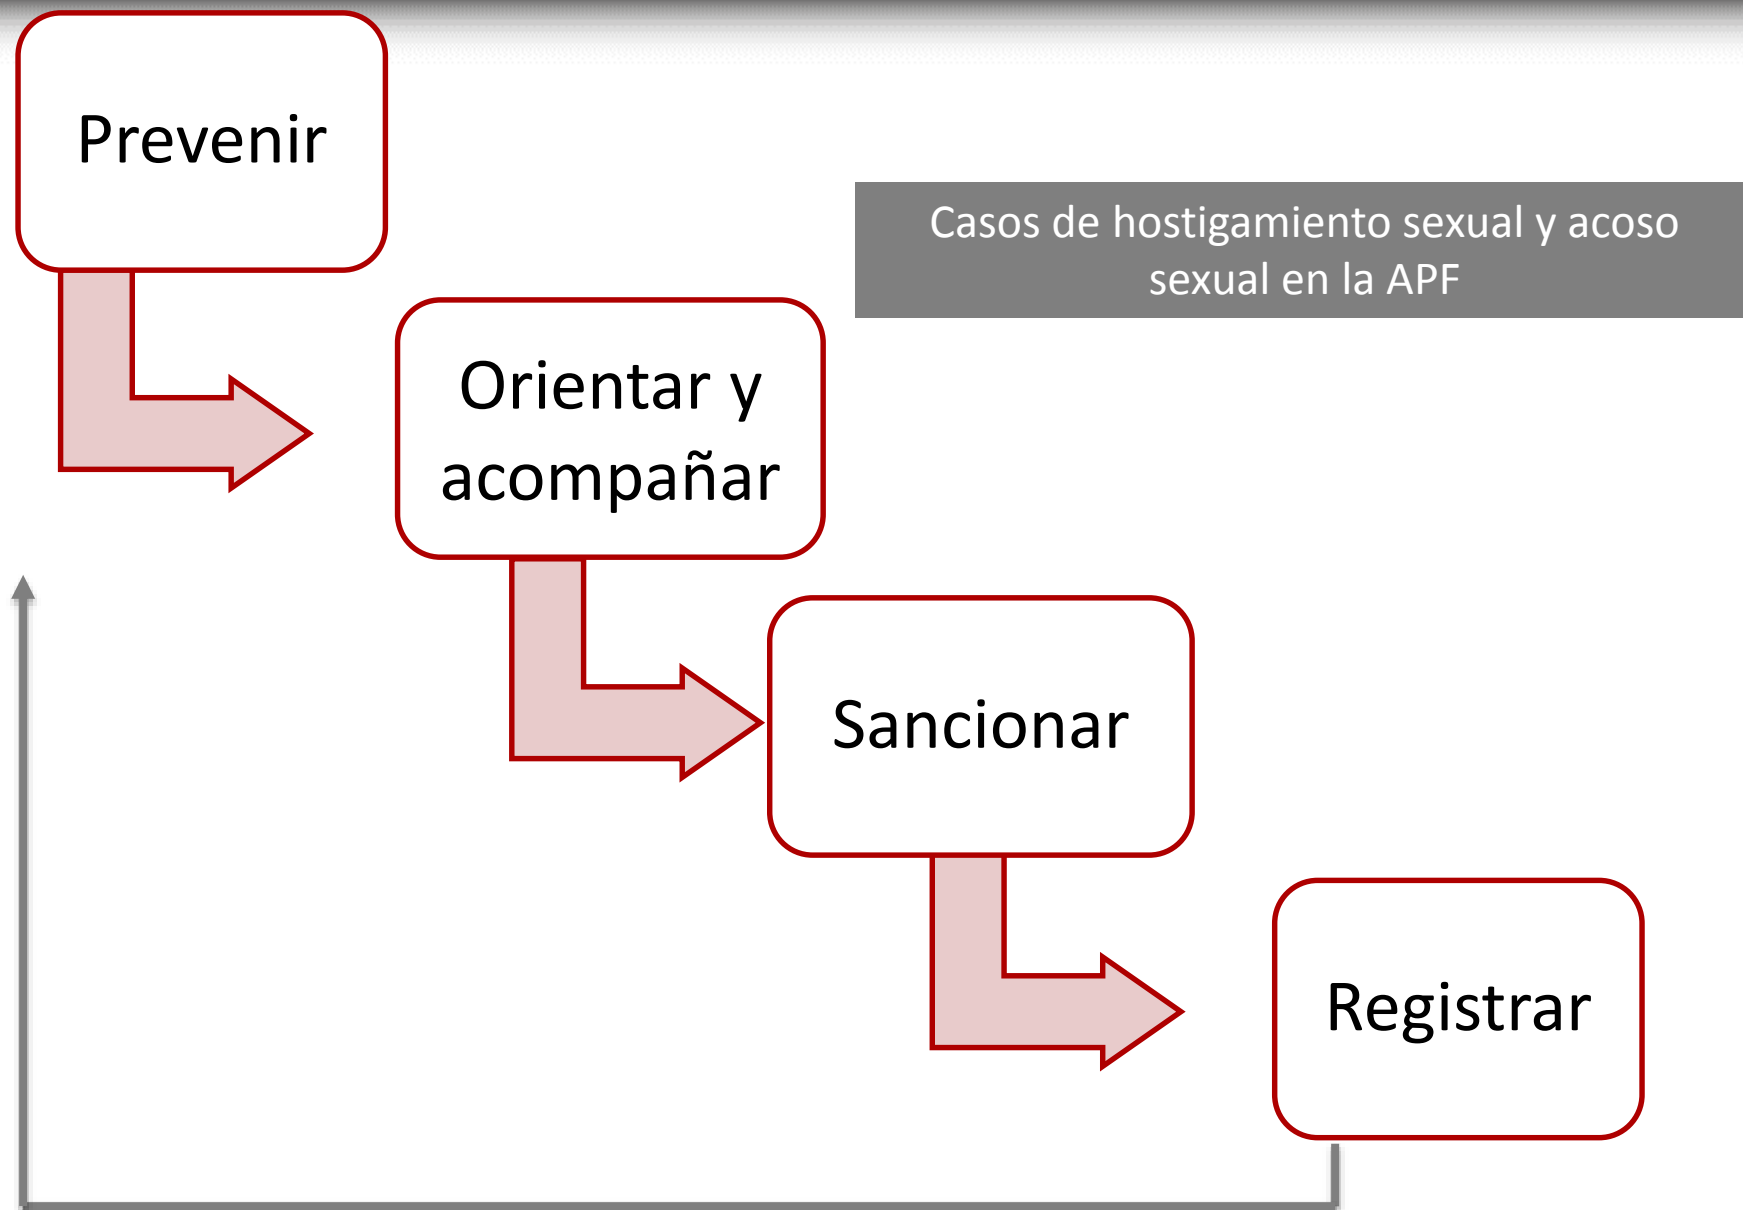 Prevenir
Casos de hostigamiento sexual y acoso
sexual en la APF
Orientar y
acompañar
Sancionar
Registrar